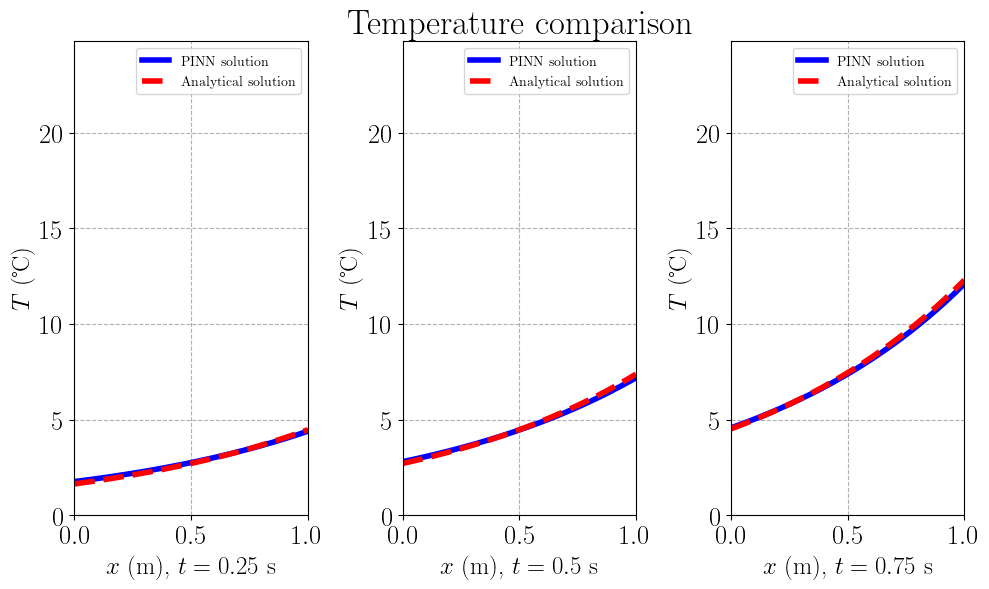 Temperature comparison
PINN solution
Analytical solution
20
15
10
5
0
0.0
0.5
1.0
T (°C)
x (m), t = 0.25 s
PINN solution
Analytical solution
20
15
10
5
0
0.0
0.5
1.0
T (°C)
x (m), t = 0.5 s
PINN solution
Analytical solution
20
15
10
5
0
0.0
0.5
1.0
T (°C)
x (m), t = 0.75 s